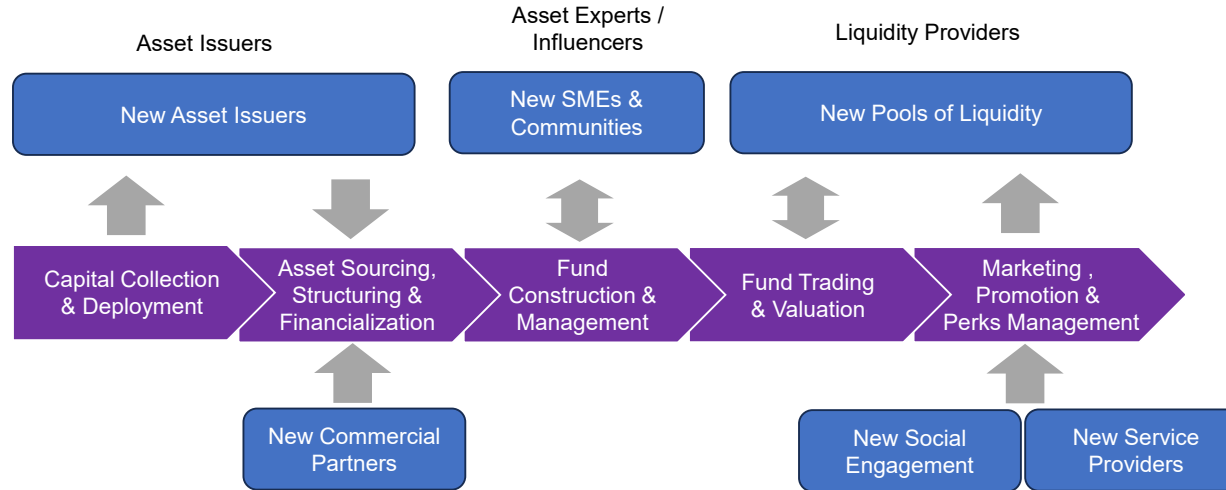 Asset Issuers
Asset Experts /
Influencers
Liquidity Providers
New Asset Issuers
New SMEs &
Communities
New Pools of Liquidity
Capital Collection
& Deployment
Asset Sourcing,
Structuring &
Financialization
Fund
Construction &
Management
Fund Trading
& Valuation
Marketing ,
Promotion &
Perks Management
New Commercial
Partners
New Social
Engagement
New Service
Providers